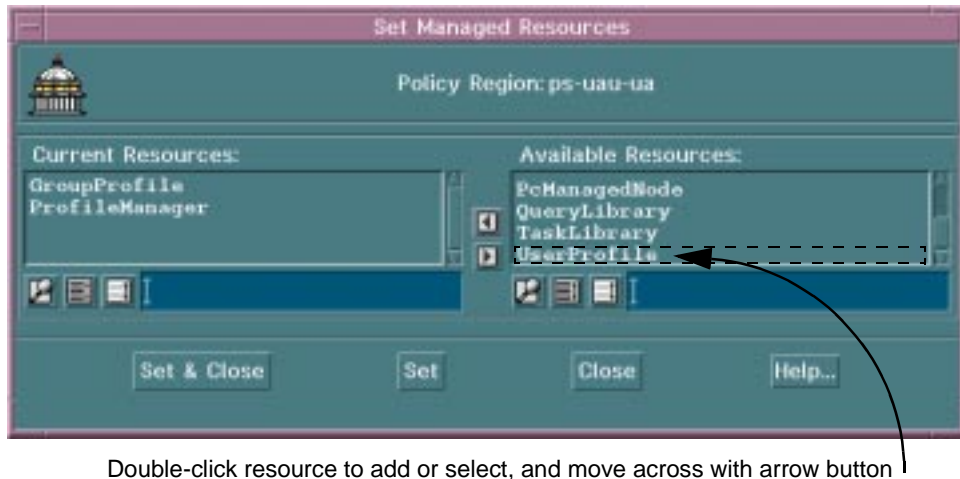 Set Managed Resources
Policy Region: ps-uau-ua
Current Resources:
GroupProfile
ProfileManager
Available Resources:
PcManagedNode
QueryLibrary
TaskLibrary
UserProfile
Set & Close
Set
Close
Help...
Double-click resource to add or select, and move across with arrow button